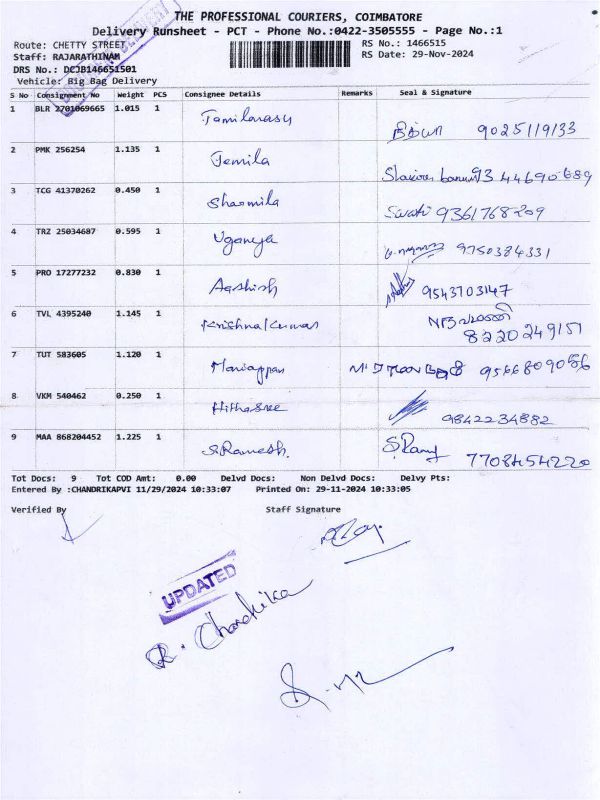 THE PROFESSIONAL COURIERS, COIMBATORE
Delivery Runsheet - PCT - Phone No.:0422-3505555 - Page No.:1
Route: CHETTY STREET
RS No.: 1466515
Staff: RAJARATHINAM
RS Date: 29-Nov-2024
DRS No.: DCJB146651501
Vehicle: Big Bag Delivery
S No Consignment No Weight PCS Consignee Details Remarks Seal & Signature
1 BLR 2701069665 1.015 1 Tamilarasu
9025119133
2 PMK 256254 1.135 1 Jemila
9344690689
3 TCG 41370262 0.450 1 Sharmila
Swati 9361768209
4 TRZ 25034687 0.595 1 Uganya
9750384331
5 PRO 17277232 0.830 1 Aashish
9543703147
6 TVL 4395240 1.145 1 Krishna Kumar
8220249157
7 TUT 583605 1.120 1 Mariappan
9566809086
8 VKM 540462 0.250 1 Hithasree
9842234882
9 MAA 868204452 1.225 1 S.Ramesh.
S.Ramy
7708454220
Tot Docs: 9 Tot COD Amt: 0.00 Delvd Docs: Non Delvd Docs: Delvy Pts:
Entered By :CHANDRIKAPVI 11/29/2024 10:33:07 Printed On: 29-11-2024 10:33:05
Verified By Staff Signature
UPDATED
R. Chandrika